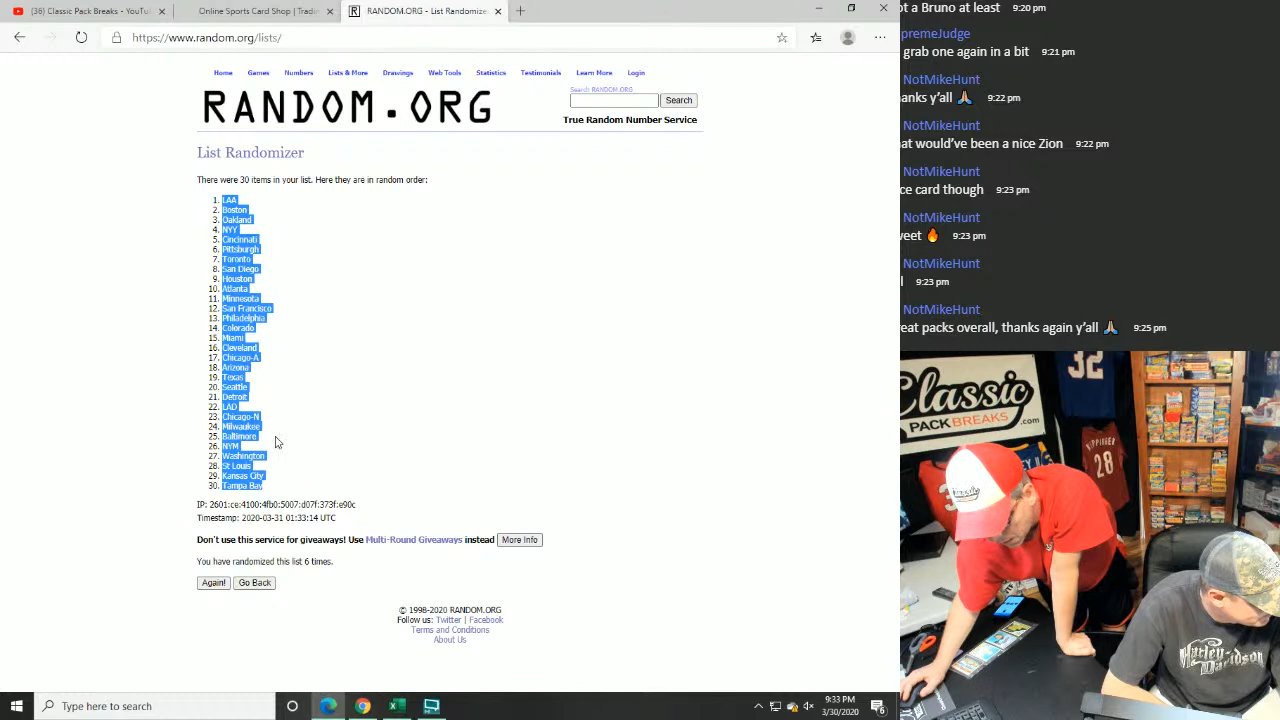 (36) Classic Pack Breaks - YouTu
Online Sports Card Shop | Tradin
RANDOM.ORG - List Randomizer
https://www.random.org/lists/
Home Games Numbers Lists & More Drawings Web Tools Statistics Testimonials Learn More Login
Search RANDOM.ORG
Search
RANDOM.ORG
True Random Number Service
List Randomizer
There were 30 items in your list. Here they are in random order:
1. LAA
2. Boston
3. Oakland
4. NYY
5. Cincinnati
6. Pittsburgh
7. Toronto
8. San Diego
9. Houston
10. Atlanta
11. Minnesota
12. San Francisco
13. Philadelphia
14. Colorado
15. Miami
16. Cleveland
17. Chicago-A
18. Arizona
19. Texas
20. Seattle
21. Detroit
22. LAD
23. Chicago-N
24. Milwaukee
25. Baltimore
26. NYM
27. Washington
28. St Louis
29. Kansas City
30. Tampa Bay
IP: 2601:ce:4100:4fb0:5007:d07f:373f:e90c
Timestamp: 2020-03-31 01:33:14 UTC
Don't use this service for giveaways! Use Multi-Round Giveaways instead More Info
You have randomized this list 6 times.
Again! Go Back
© 1998-2020 RANDOM.ORG
Follow us: Twitter | Facebook
Terms and Conditions
About Us
Type here to search
9:33 PM
3/30/2020
6
t a Bruno at least 9:20 pm
premeJudge
grab one again in a bit 9:21 pm
NotMikeHunt
anks y'all 🙏 9:22 pm
NotMikeHunt
at would've been a nice Zion 9:22 pm
NotMikeHunt
ce card though 9:23 pm
NotMikeHunt
veet 🔥 9:23 pm
NotMikeHunt
9:23 pm
NotMikeHunt
eat packs overall, thanks again y'all 🙏 9:25 pm
Classic
PACK BREAKS.com
32
PIPPINGER
28
Classic
Harley-Davidson